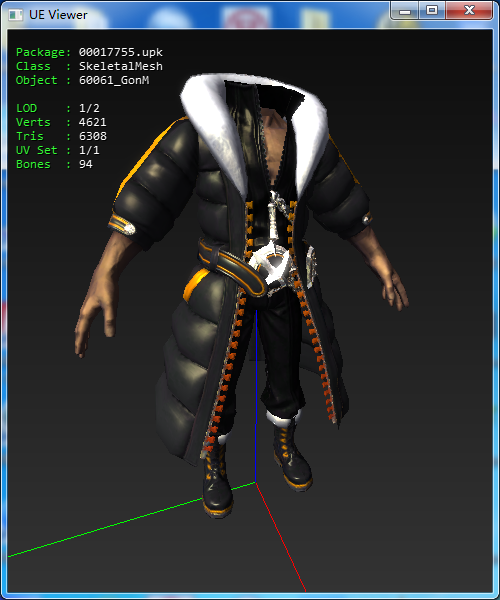 UE Viewer
Package: 00017755.upk
Class  : SkeletalMesh
Object : 60061_GonM
LOD    : 1/2
Verts  : 4621
Tris   : 6308
UV Set : 1/1
Bones  : 94